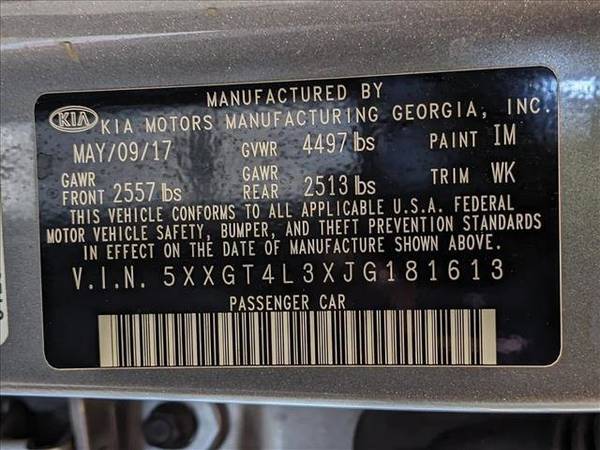 MANUFACTURED BY
KIA KIA MOTORS MANUFACTURING GEORGIA, INC.
MAY/09/17 GVWR 4497 lbs PAINT IM
GAWR FRONT 2557 lbs GAWR REAR 2513 lbs TRIM WK
THIS VEHICLE CONFORMS TO ALL APPLICABLE U.S.A. FEDERAL
MOTOR VEHICLE SAFETY, BUMPER, AND THEFT PREVENTION STANDARDS
IN EFFECT ON THE DATE OF MANUFACTURE SHOWN ABOVE.
V.I.N. 5XXGT4L3XJG181613
PASSENGER CAR